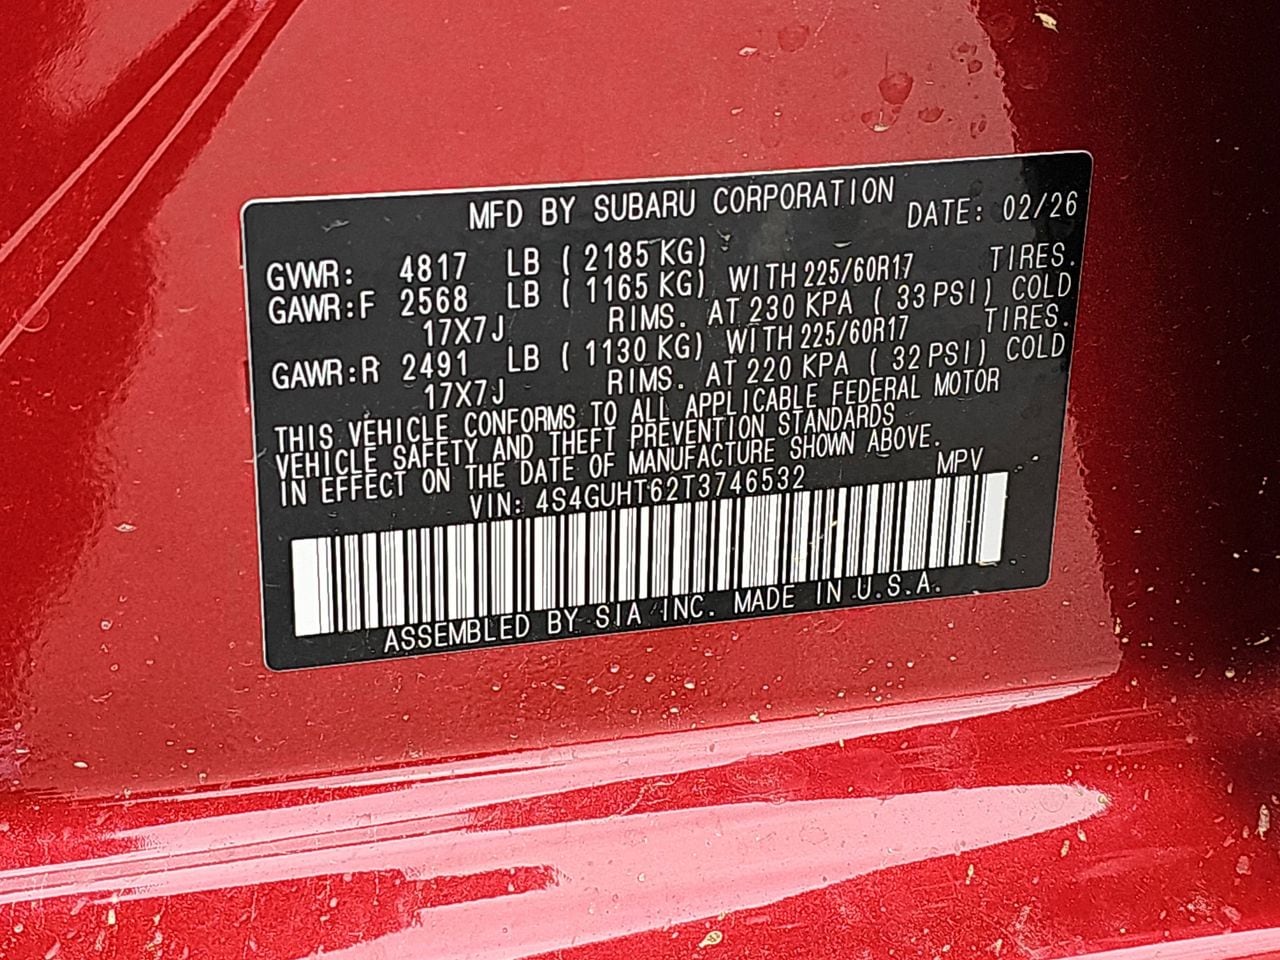 MFD BY SUBARU CORPORATION
DATE: 02/26
GVWR: 4817 LB ( 2185 KG)
GAWR:F 2568 LB ( 1165 KG) WITH 225/60R17 TIRES.
17X7J RIMS. AT 230 KPA ( 33 PSI) COLD
GAWR:R 2491 LB ( 1130 KG) WITH 225/60R17 TIRES.
17X7J RIMS. AT 220 KPA ( 32 PSI) COLD
THIS VEHICLE CONFORMS TO ALL APPLICABLE FEDERAL MOTOR
VEHICLE SAFETY AND THEFT PREVENTION STANDARDS
IN EFFECT ON THE DATE OF MANUFACTURE SHOWN ABOVE.
VIN: 4S4GUHT62T3746532 MPV
ASSEMBLED BY SIA INC. MADE IN U.S.A.